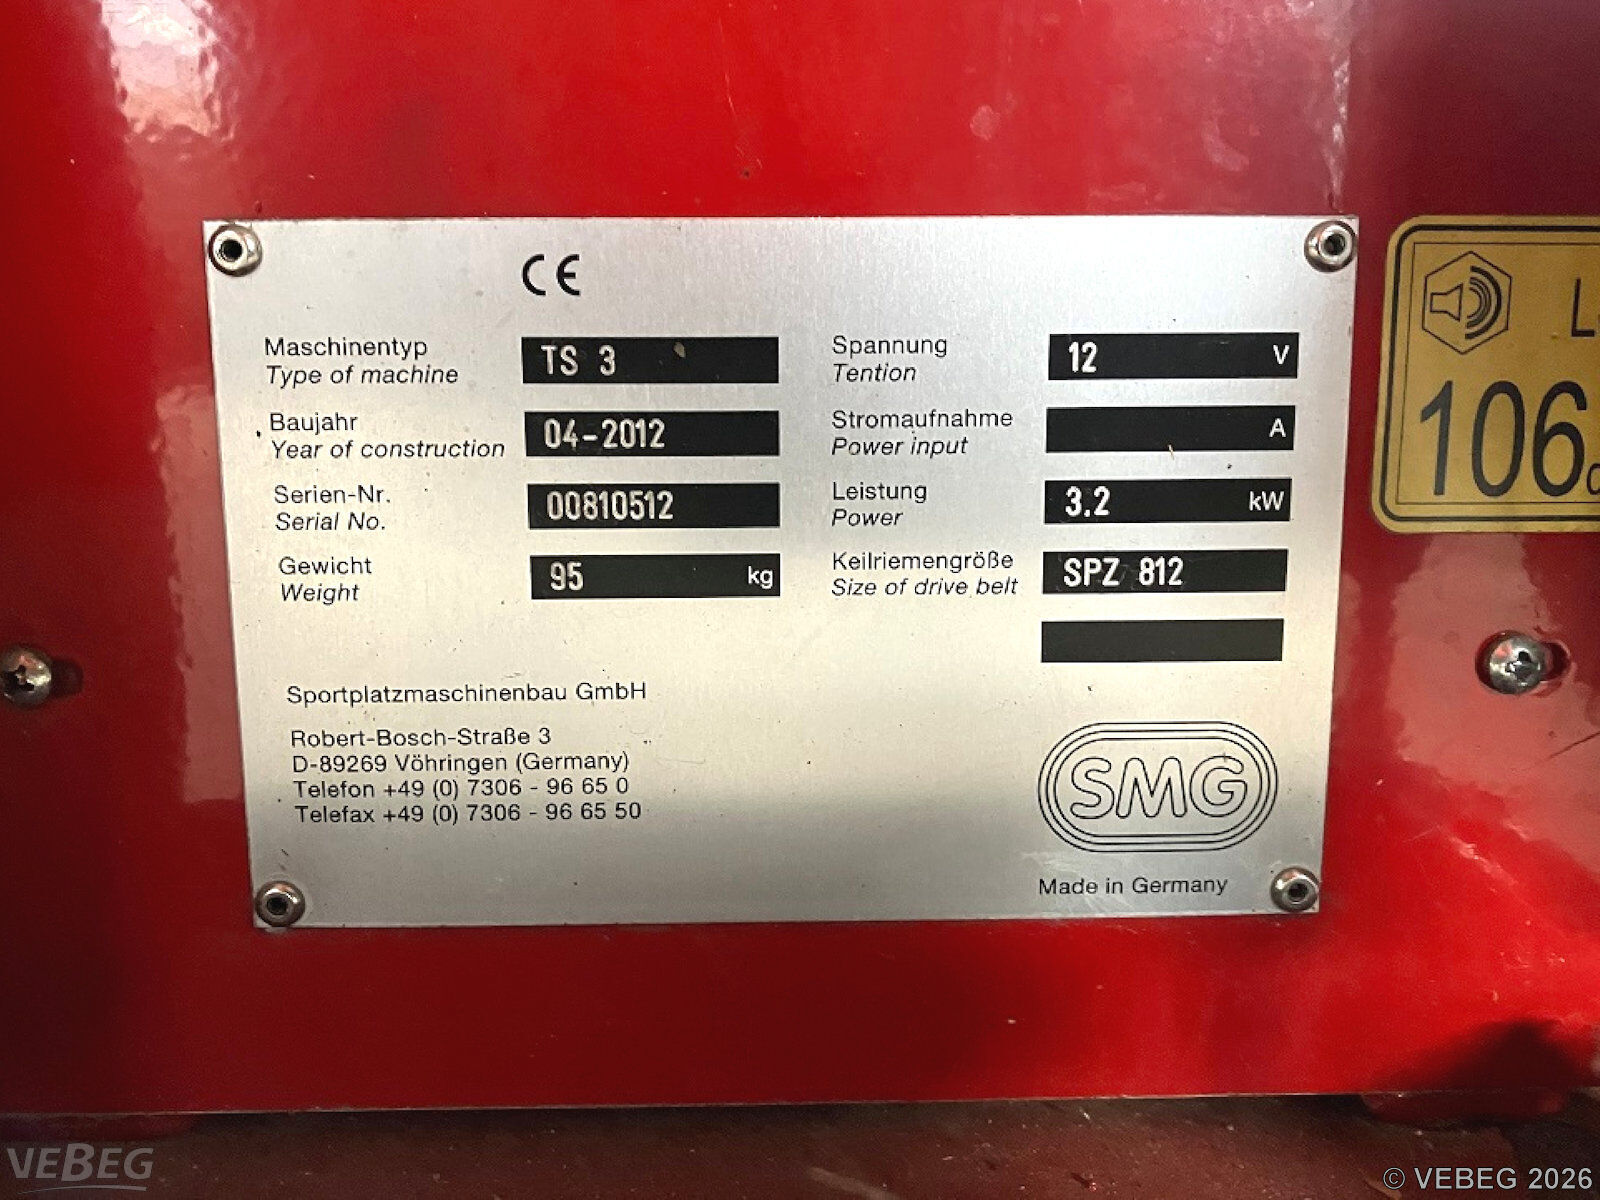 CE
Maschinentyp
Type of machine
TS 3
Baujahr
Year of construction
04-2012
Serien-Nr.
Serial No.
00810512
Gewicht
Weight
95 kg
Spannung
Tention
12 V
Stromaufnahme
Power input
A
Leistung
Power
3.2 kW
Keilriemengröße
Size of drive belt
SPZ 812
Sportplatzmaschinenbau GmbH
Robert-Bosch-Straße 3
D-89269 Vöhringen (Germany)
Telefon +49 (0) 7306 - 96 65 0
Telefax +49 (0) 7306 - 96 65 50
SMG
Made in Germany
106
VEBEG
© VEBEG 2026